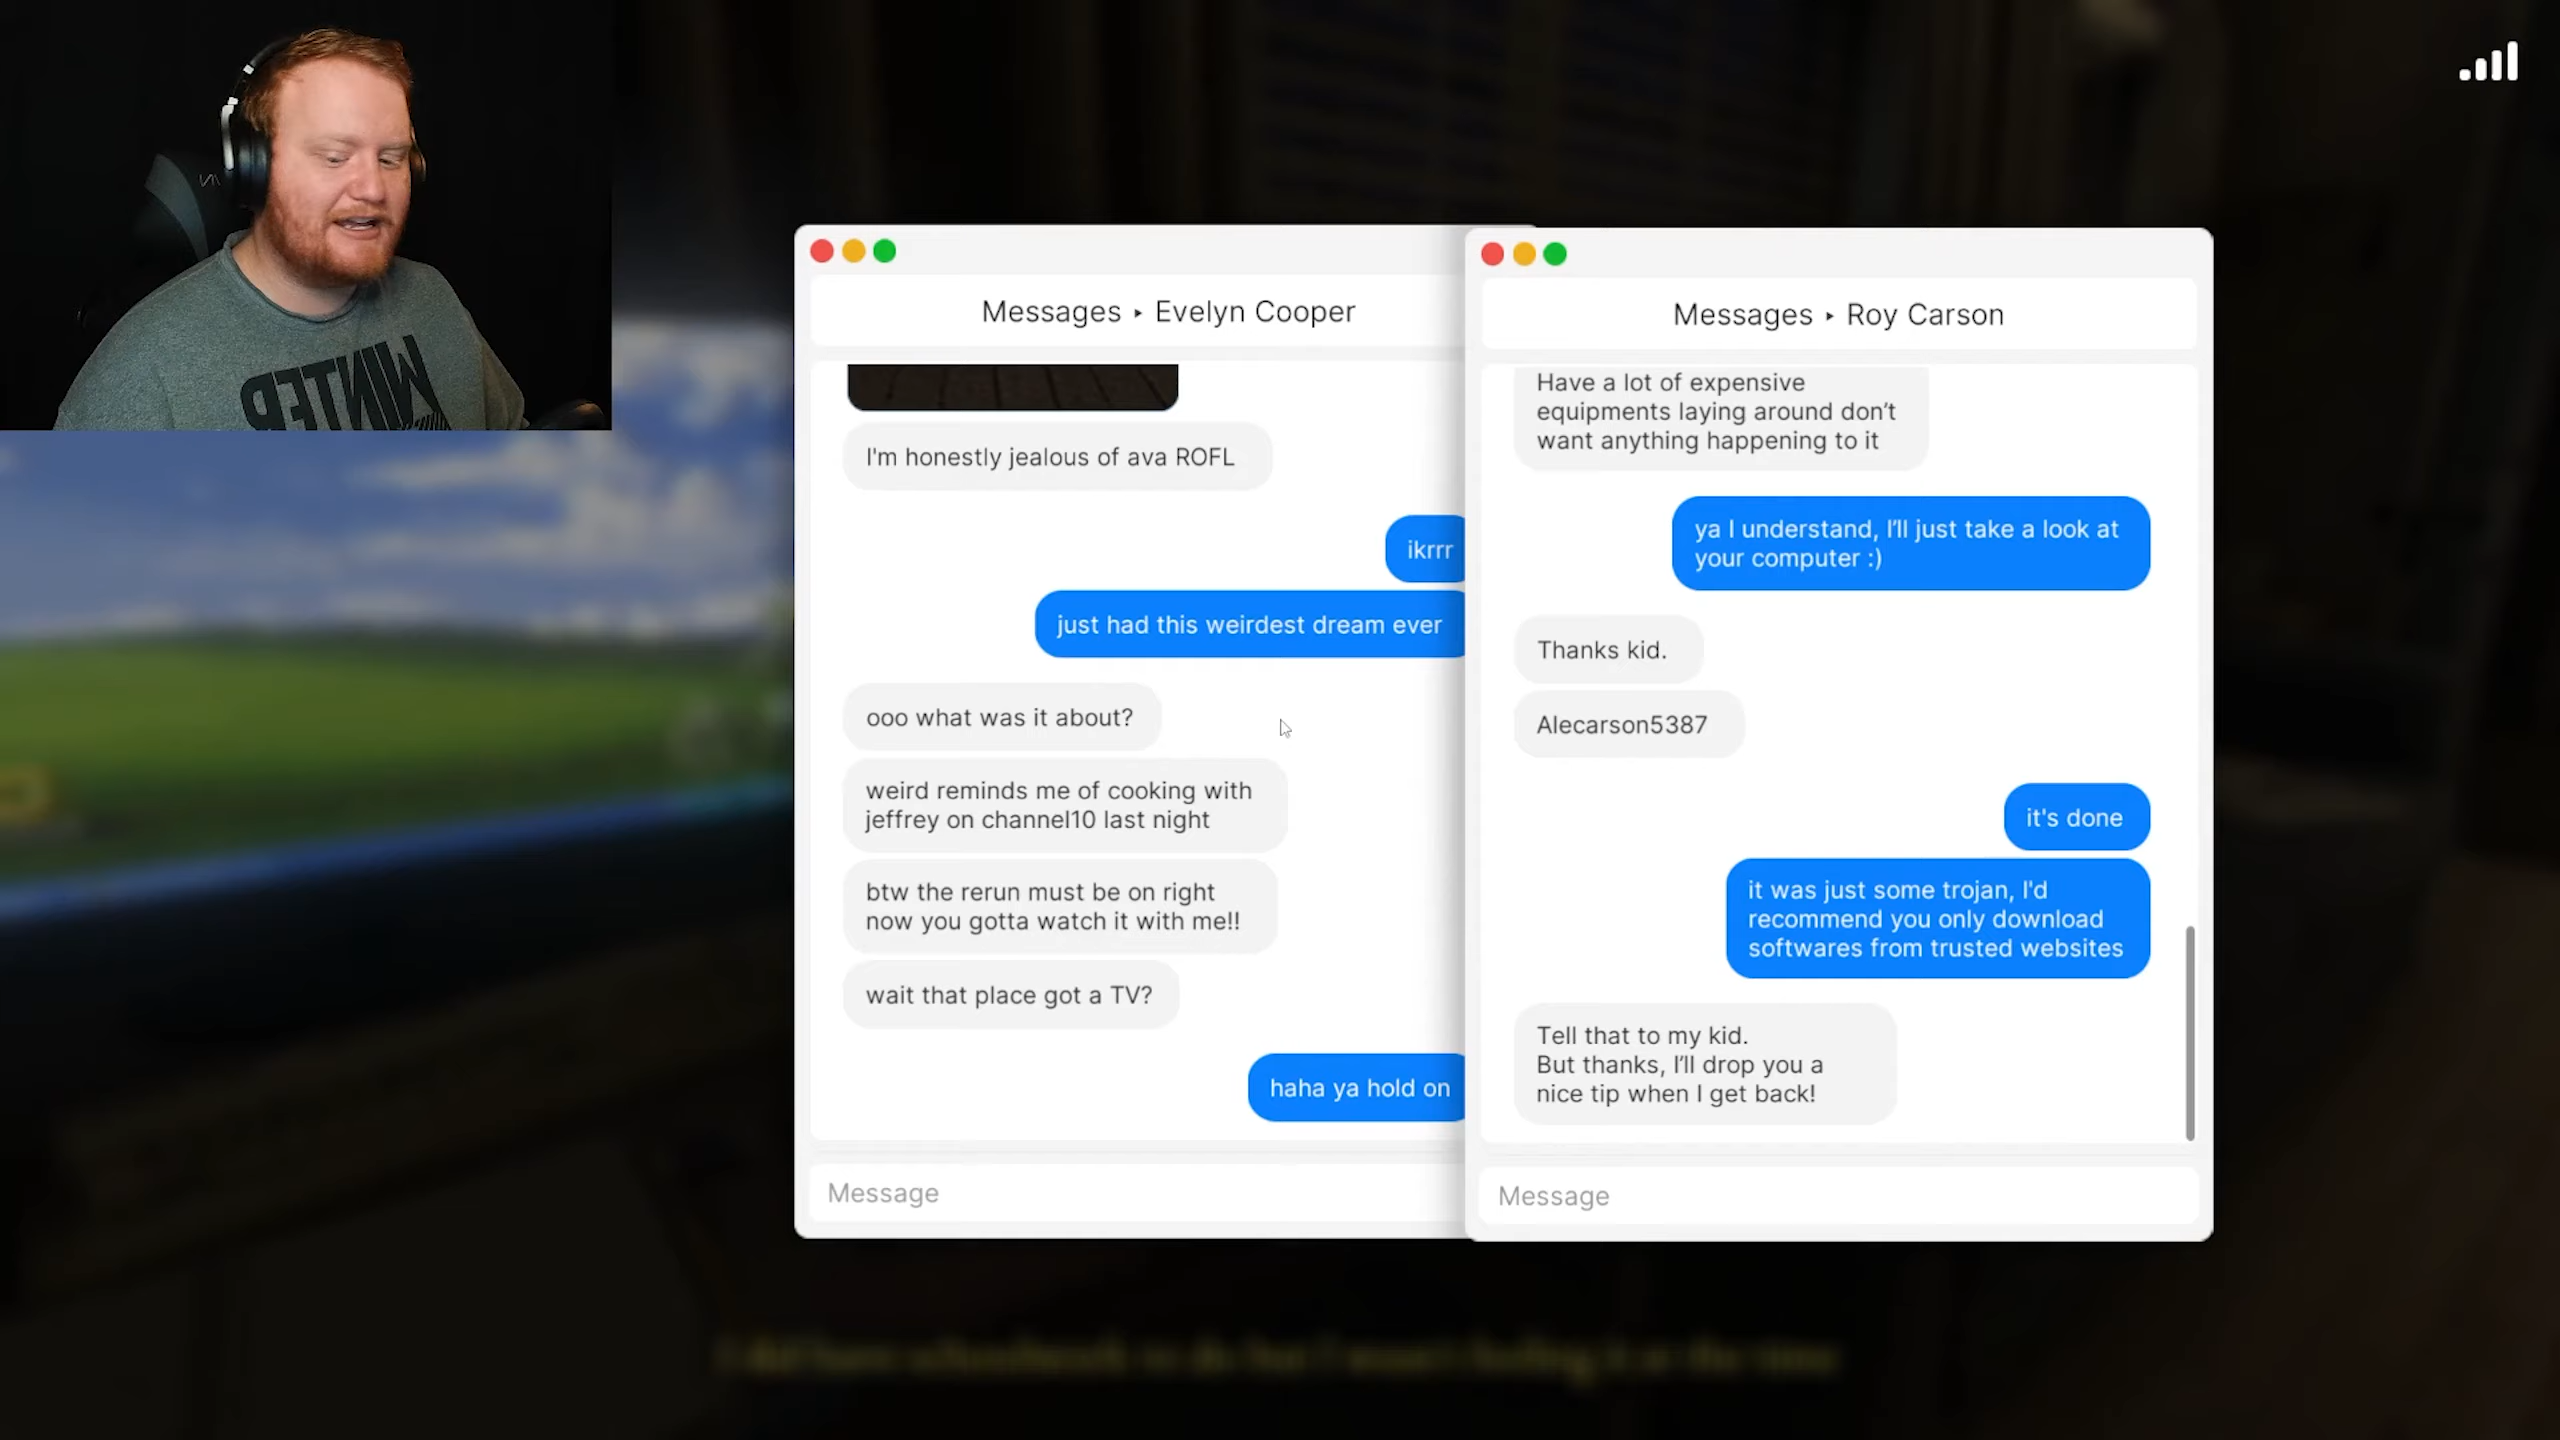 MINTED
Messages ▸ Evelyn Cooper
I'm honestly jealous of ava ROFL
ikrrr
just had this weirdest dream ever
ooo what was it about?
weird reminds me of cooking with
jeffrey on channel10 last night
btw the rerun must be on right
now you gotta watch it with me!!
wait that place got a TV?
haha ya hold on
Message
Messages ▸ Roy Carson
Have a lot of expensive
equipments laying around don’t
want anything happening to it
ya I understand, I’ll just take a look at
your computer :)
Thanks kid.
Alecarson5387
it's done
it was just some trojan, I'd
recommend you only download
softwares from trusted websites
Tell that to my kid.
But thanks, I’ll drop you a
nice tip when I get back!
Message